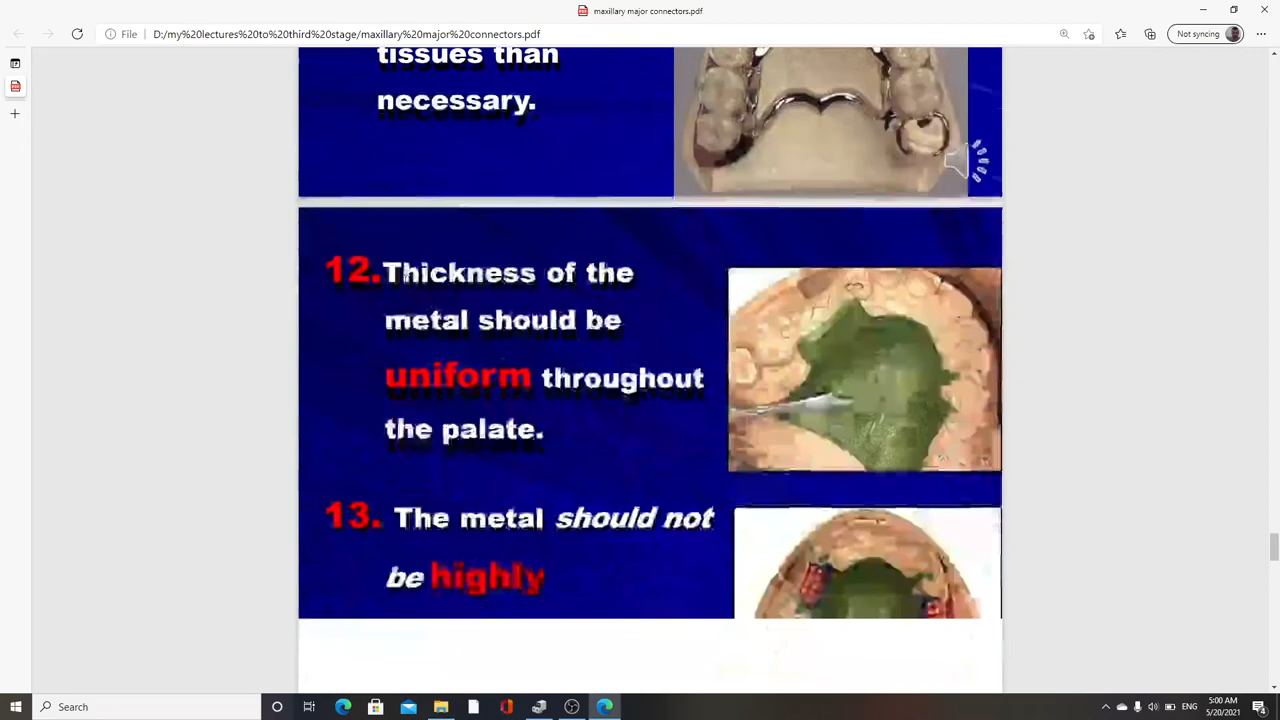 maxillary major connectors.pdf
File D:/my%20lectures%20to%20third%20stage/maxillary%20major%20connectors.pdf
Not syncing
tissues than
necessary.
12.Thickness of the
metal should be
uniform throughout
the palate.
13. The metal should not
be highly
Search
ENG
5:00 AM
5/20/2021